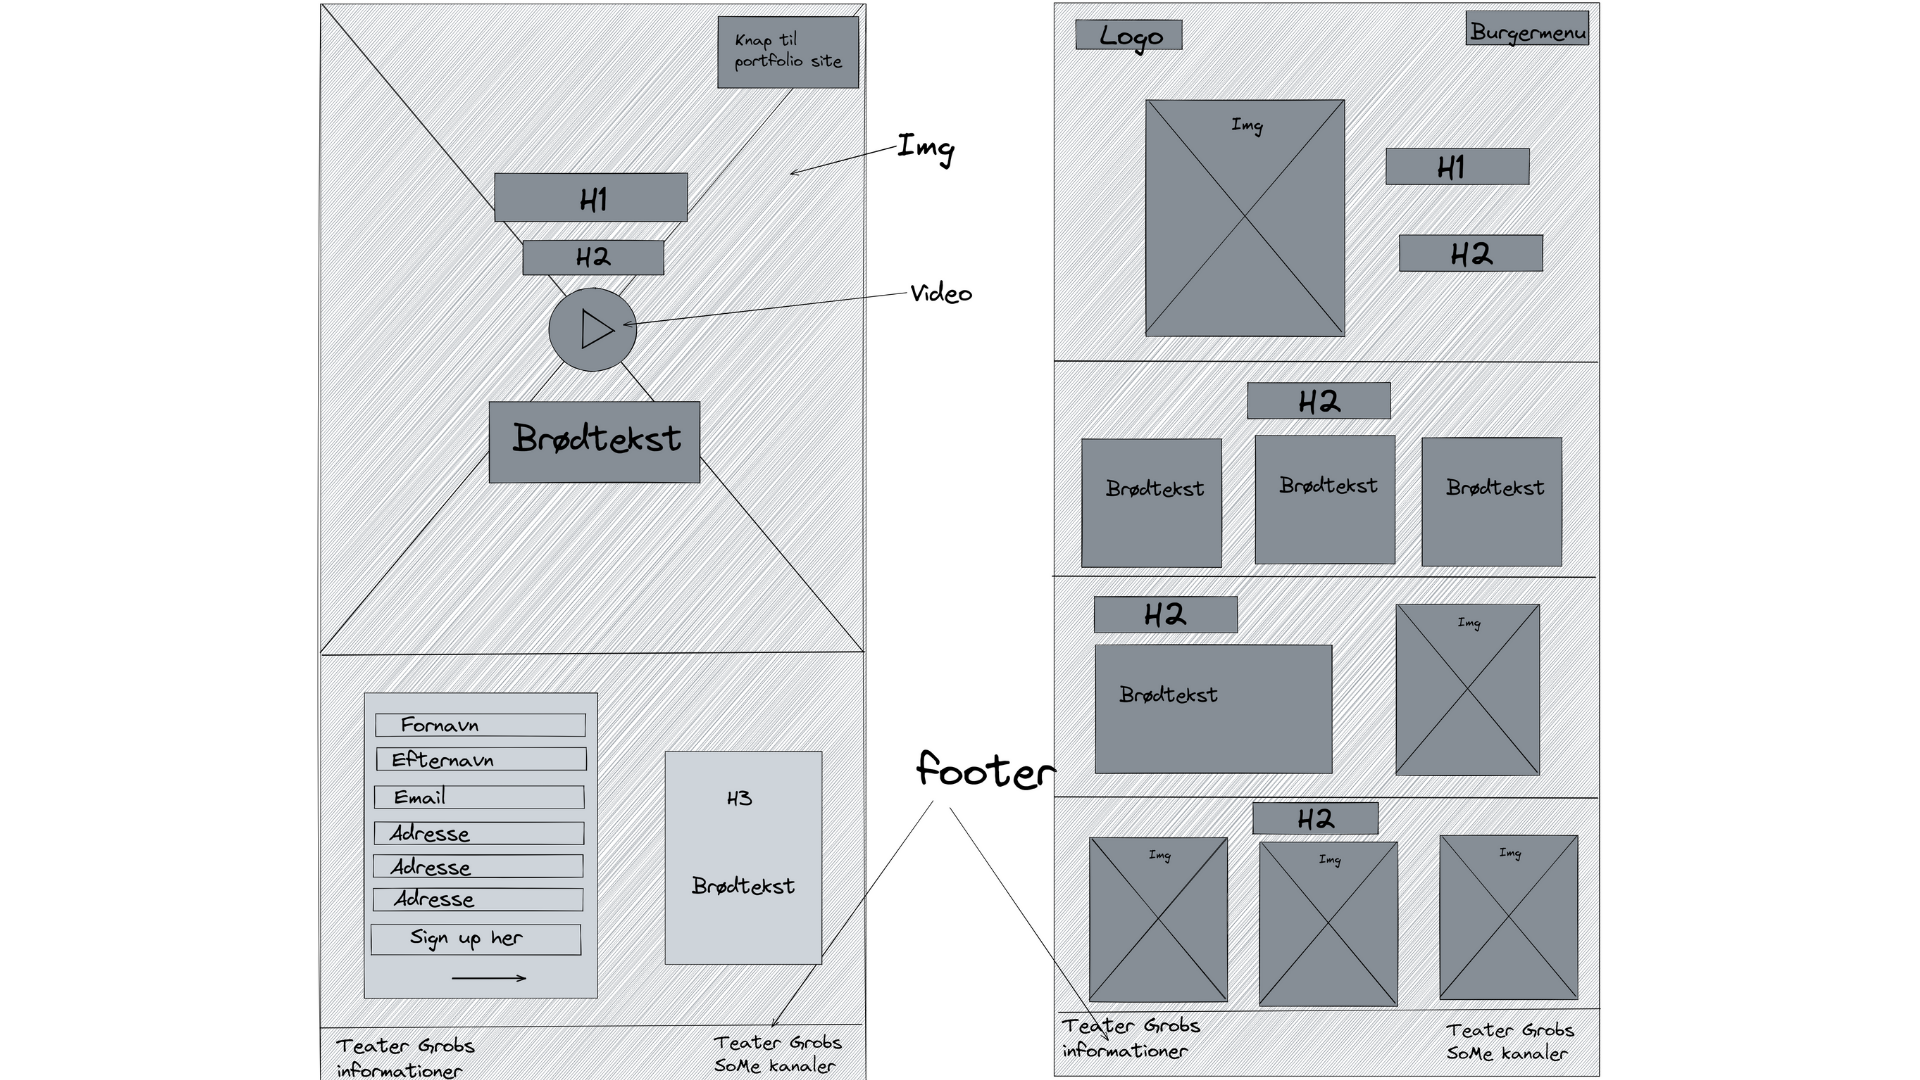 Knap til
portfolio site
Img
H1
H2
Video
Brødtekst
Fornavn
Efternavn
Email
Adresse
Adresse
Adresse
Sign up her
H3
Brødtekst
footer
Teater Grobs
informationer
Teater Grobs
SoMe kanaler
Logo
Burgermenu
Img
H1
H2
H2
Brødtekst
Brødtekst
Brødtekst
H2
Brødtekst
Img
H2
Img
Img
Img
Teater Grobs
informationer
Teater Grobs
SoMe kanaler